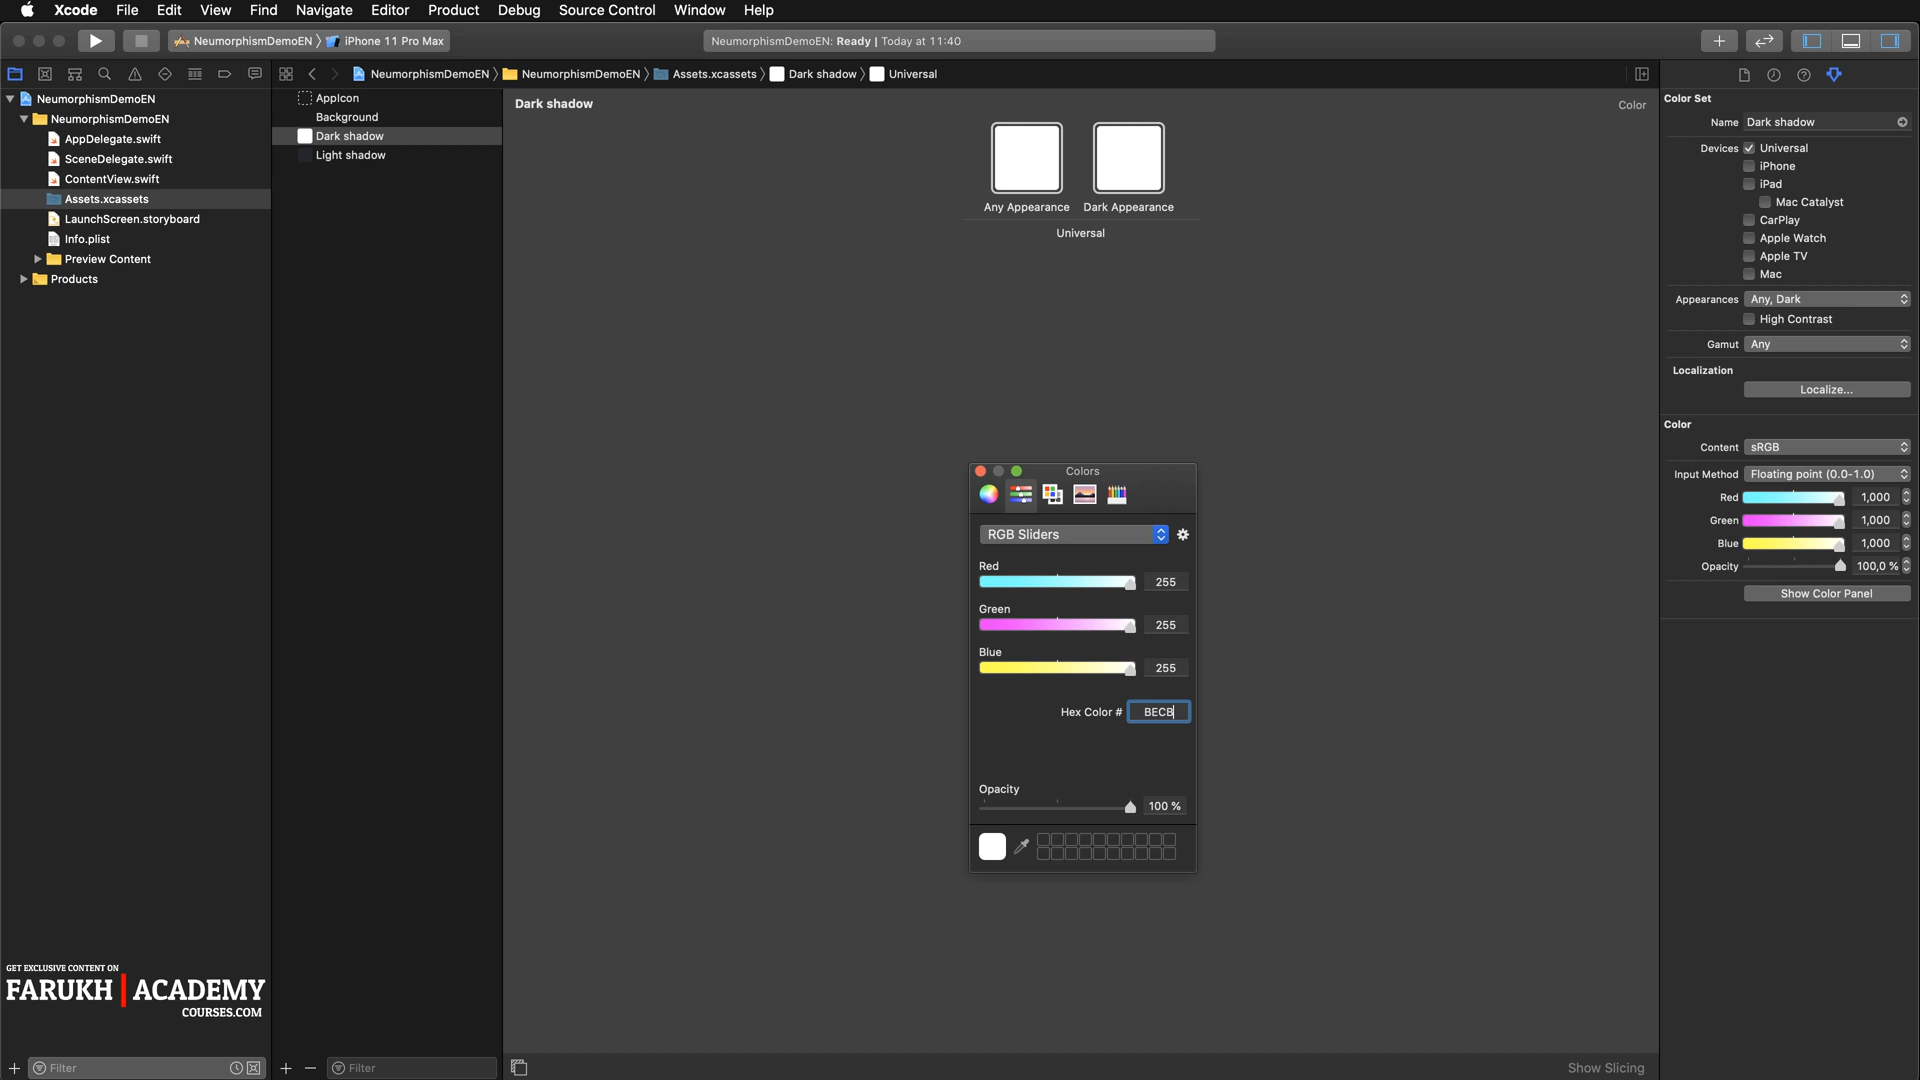 Xcode File Edit View Find Navigate Editor Product Debug Source Control Window Help
NeumorphismDemoEN iPhone 11 Pro Max
NeumorphismDemoEN: Ready | Today at 11:40
NeumorphismDemoEN NeumorphismDemoEN Assets.xcassets Dark shadow Universal
NeumorphismDemoEN
NeumorphismDemoEN
AppDelegate.swift
SceneDelegate.swift
ContentView.swift
Assets.xcassets
LaunchScreen.storyboard
Info.plist
Preview Content
Products
AppIcon
Background
Dark shadow
Light shadow
Dark shadow
Color
Any Appearance Dark Appearance
Universal
Colors
RGB Sliders
Red
255
Green
255
Blue
255
Hex Color # BECB
Opacity
100 %
Color Set
Name Dark shadow
Devices Universal
iPhone
iPad
Mac Catalyst
CarPlay
Apple Watch
Apple TV
Mac
Appearances Any, Dark
High Contrast
Gamut Any
Localization
Localize...
Color
Content sRGB
Input Method Floating point (0.0-1.0)
Red 1,000
Green 1,000
Blue 1,000
Opacity 100,0 %
Show Color Panel
GET EXCLUSIVE CONTENT ON
FARUKH ACADEMY
COURSES.COM
Filter
Filter
Show Slicing